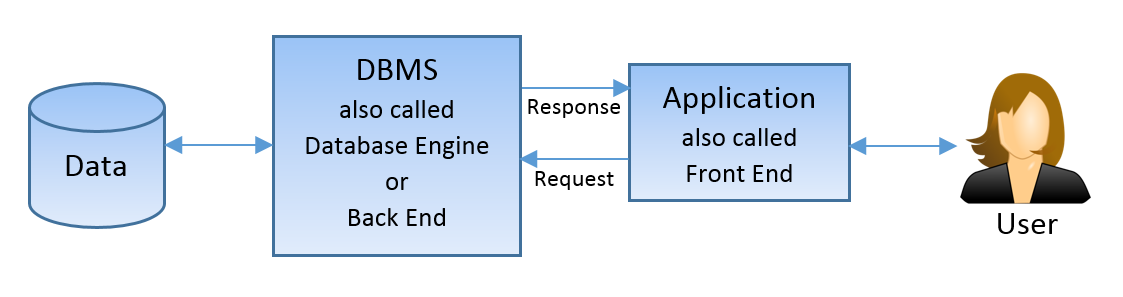 Data
DBMS
also called
Database Engine
or
Back End
Response
Request
Application
also called
Front End
User